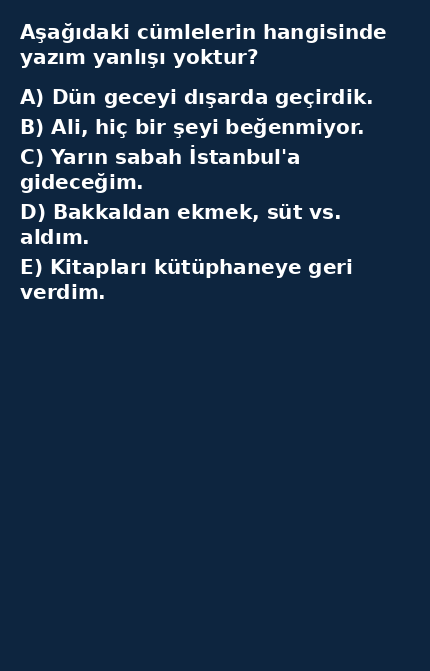 Aşağıdaki cümlelerin hangisinde
yazım yanlışı yoktur?
A) Dün geceyi dışarda geçirdik.
B) Ali, hiç bir şeyi beğenmiyor.
C) Yarın sabah İstanbul'a
gideceğim.
D) Bakkaldan ekmek, süt vs.
aldım.
E) Kitapları kütüphaneye geri
verdim.